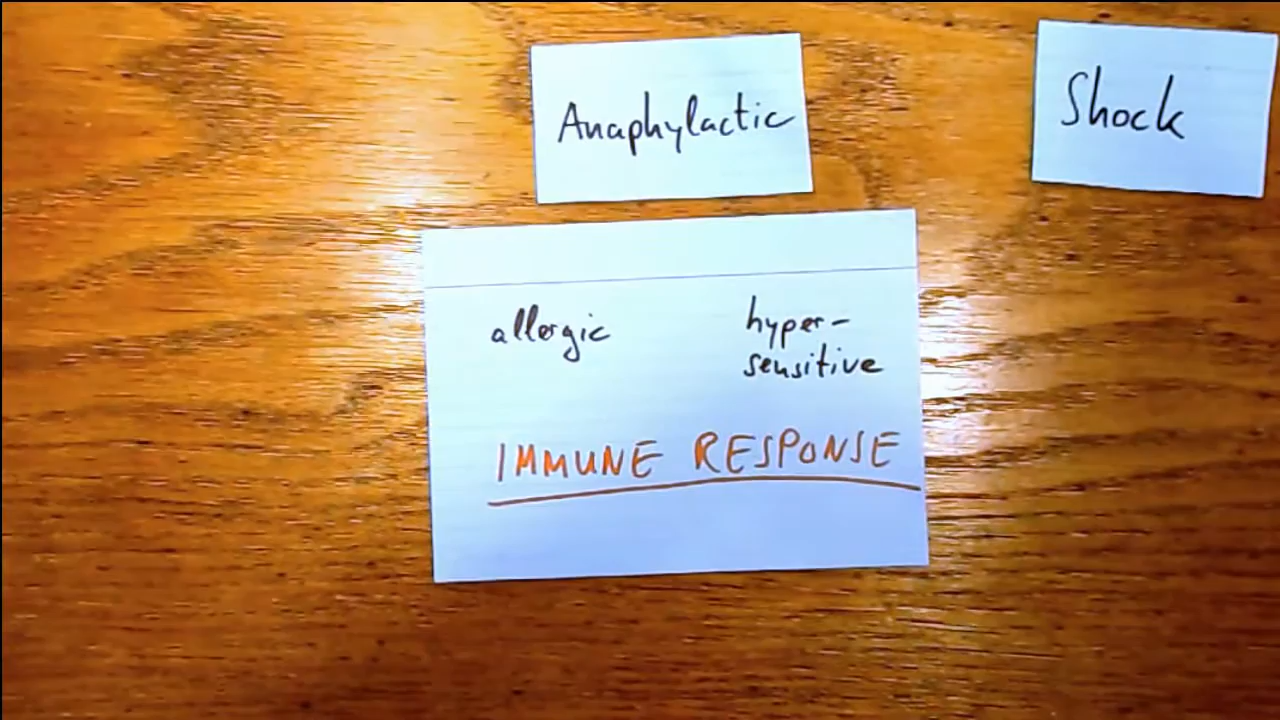 Anaphylactic
Shock
allergic
hyper-
sensitive
IMMUNE RESPONSE